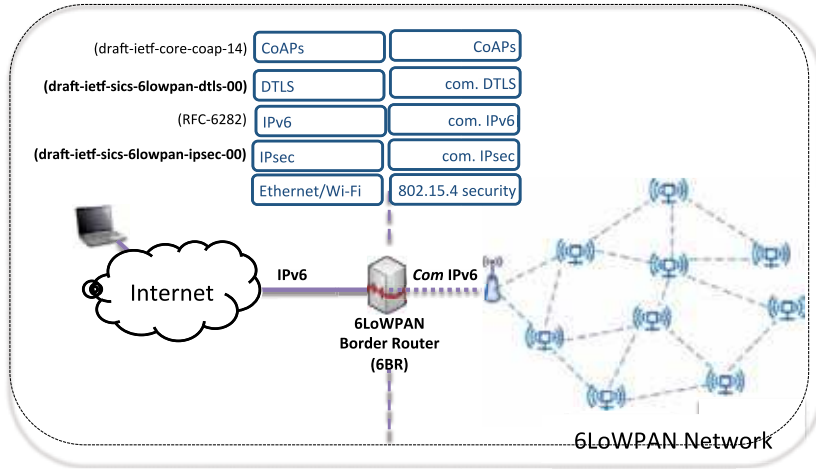 (draft-ietf-core-coap-14) CoAPs CoAPs
(draft-ietf-sics-6lowpan-dtls-00) DTLS com. DTLS
(RFC-6282) IPv6 com. IPv6
(draft-ietf-sics-6lowpan-ipsec-00) IPsec com. IPsec
Ethernet/Wi-Fi 802.15.4 security
Internet
IPv6
Com IPv6
6LoWPAN
Border Router
(6BR)
6LoWPAN Network